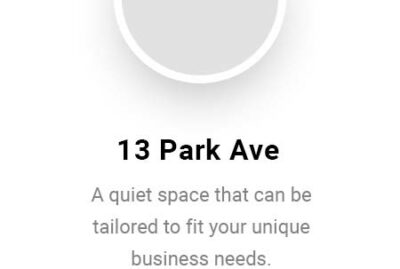 13 Park Ave
A quiet space that can be
tailored to fit your unique
business needs.